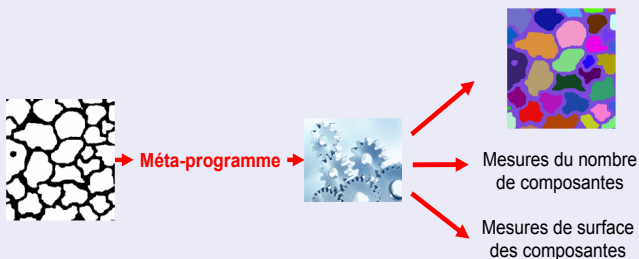 Méta-programme
Mesures du nombre
de composantes
Mesures de surface
des composantes